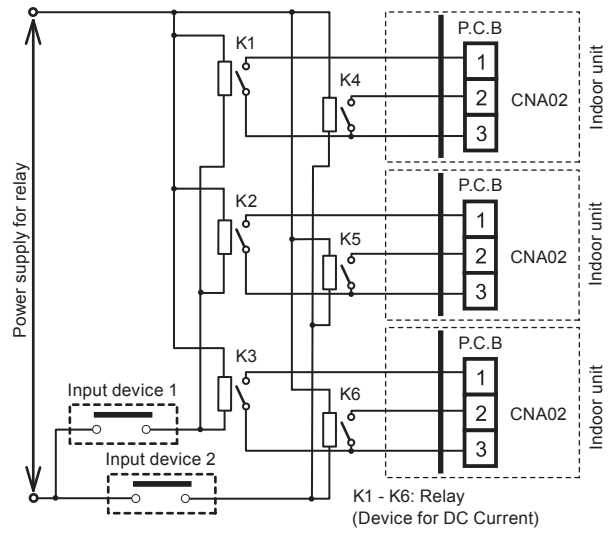 Power supply for relay
K1
K4
P.C.B
1
2
3
CNA02
Indoor unit
K2
K5
P.C.B
1
2
3
CNA02
Indoor unit
K3
K6
P.C.B
1
2
3
CNA02
Indoor unit
Input device 1
Input device 2
K1 - K6: Relay
(Device for DC Current)